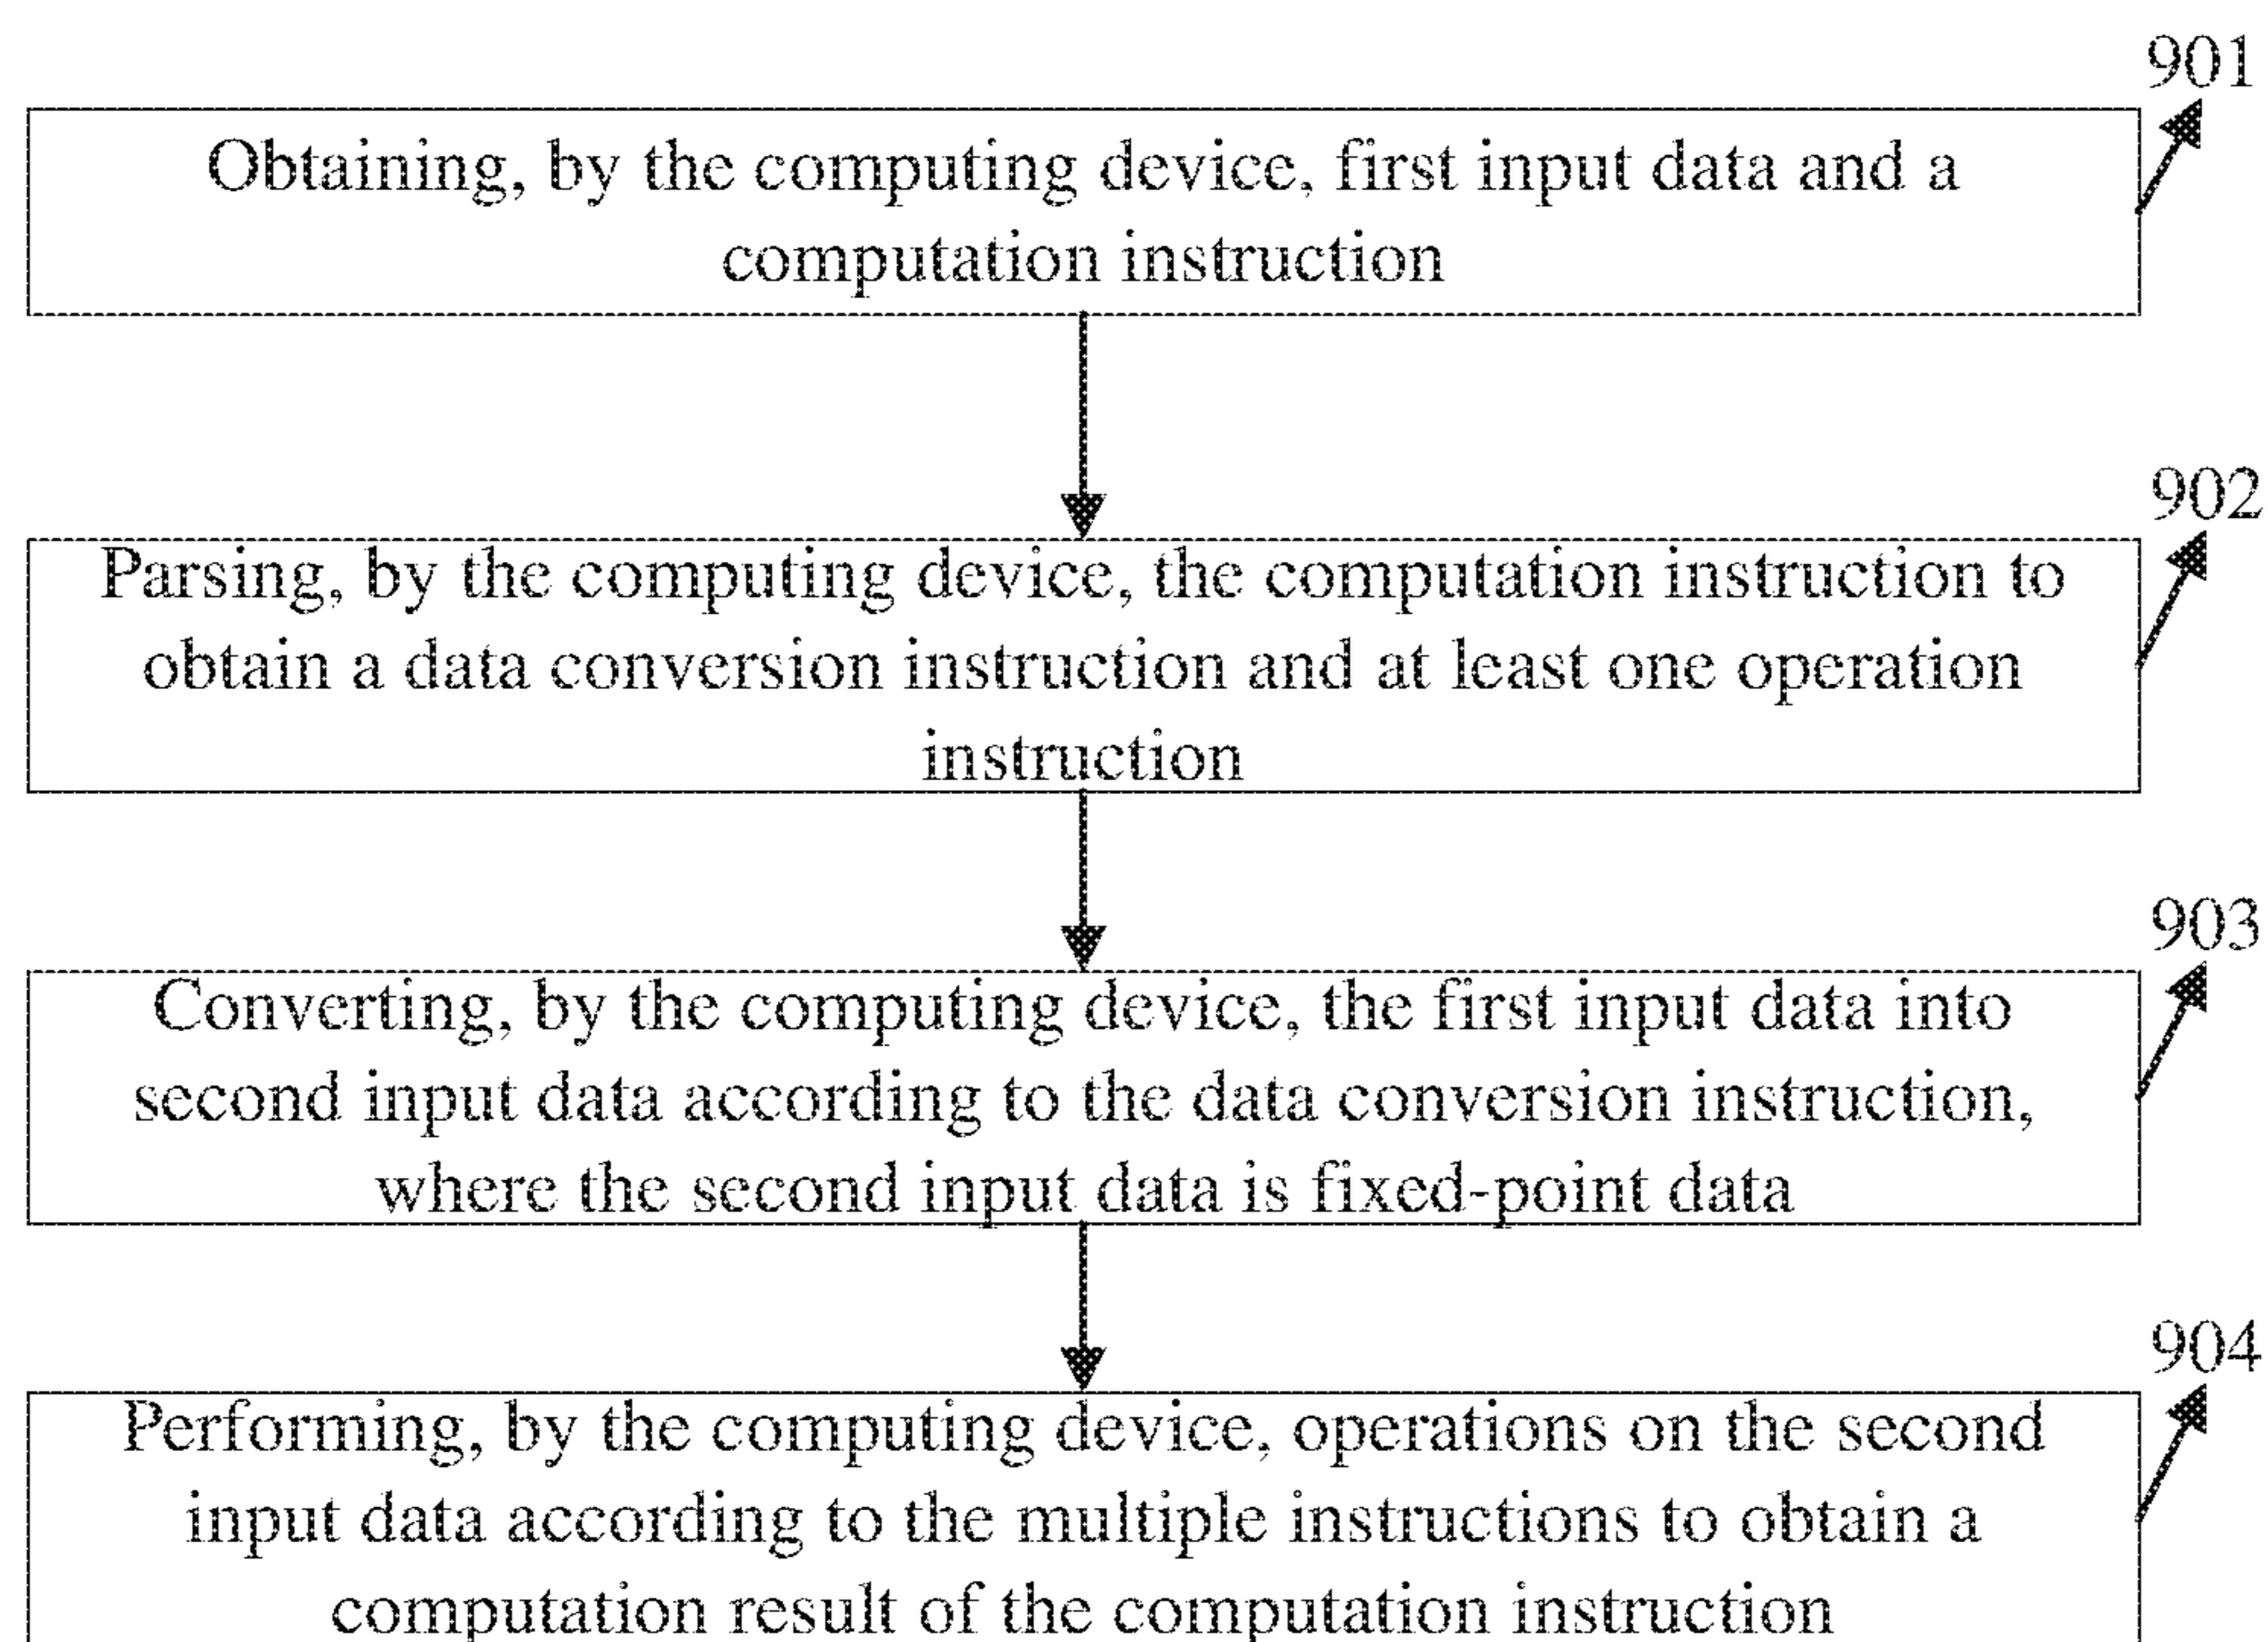 901
Obtaining, by the computing device, first input data and a
computation instruction
902
Parsing, by the computing device, the computation instruction to
obtain a data conversion instruction and at least one operation
instruction
903
Converting, by the computing device, the first input data into
second input data according to the data conversion instruction,
where the second input data is fixed-point data
904
Performing, by the computing device, operations on the second
input data according to the multiple instructions to obtain a
computation result of the computation instruction